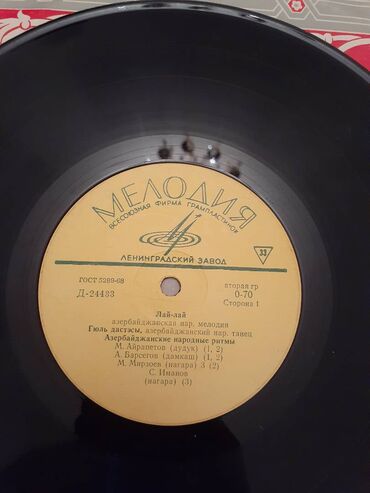 МЕЛОДИЯ
ВСЕСОЮЗНАЯ ФИРМА ГРАМПЛАСТИНОК
ЛЕНИНГРАДСКИЙ ЗАВОД
33
ГОСТ 5289-68
вторая гр
Д-24433
0-70
Сторона 1
Лай-лай
азербайджанская нар. мелодия
Гюль дастэси, азербайджанский нар. танец
Азербайджанские народные ритмы
М. Айрапетов (дудук) (1, 2)
А. Барсегов (дамкаш) (1, 2)
М. Мирзоев (нагара) 3 (2)
С. Иманов
(нагара) (3)